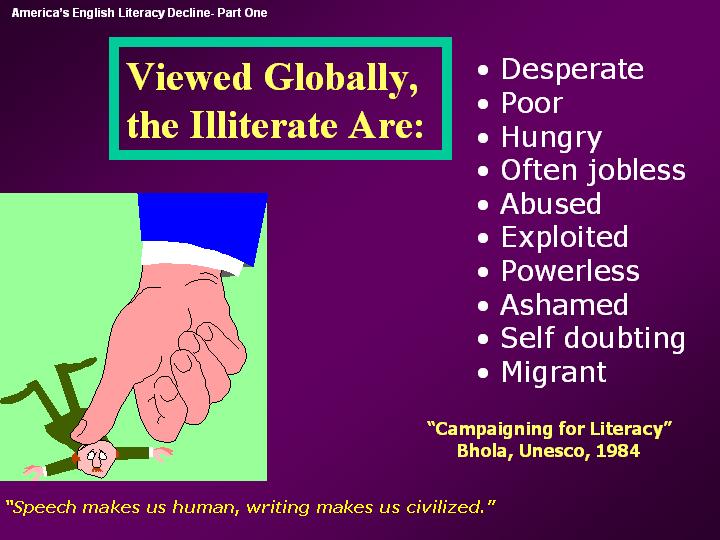 America's English Literacy Decline- Part One
Viewed Globally,
the Illiterate Are:
• Desperate
• Poor
• Hungry
• Often jobless
• Abused
• Exploited
• Powerless
• Ashamed
• Self doubting
• Migrant
“Campaigning for Literacy”
Bhola, Unesco, 1984
“Speech makes us human, writing makes us civilized.”